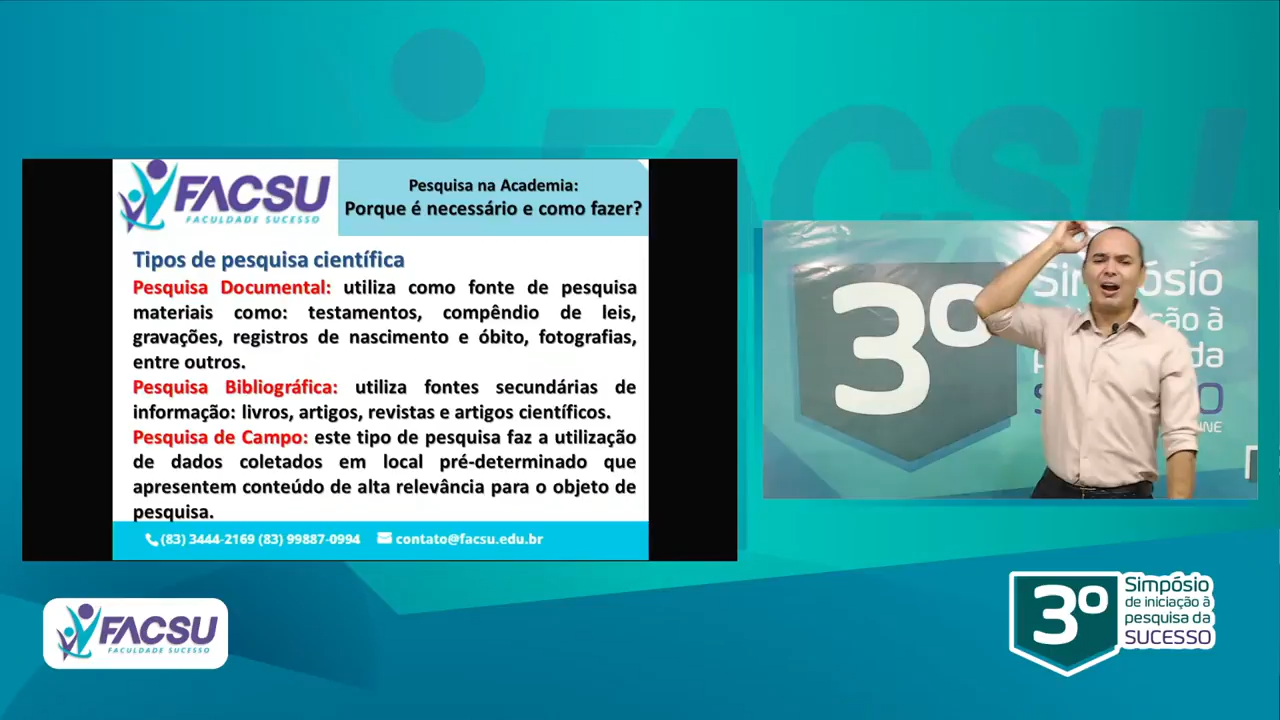 FACSU
FACSU
FACULDADE SUCESSO
Pesquisa na Academia:
Porque é necessário e como fazer?
Tipos de pesquisa científica
Pesquisa Documental: utiliza como fonte de pesquisa
materiais como: testamentos, compêndio de leis,
gravações, registros de nascimento e óbito, fotografias,
entre outros.
Pesquisa Bibliográfica: utiliza fontes secundárias de
informação: livros, artigos, revistas e artigos científicos.
Pesquisa de Campo: este tipo de pesquisa faz a utilização
de dados coletados em local pré-determinado que
apresentem conteúdo de alta relevância para o objeto de
pesquisa.
(83) 3444-2169 (83) 99887-0994 contato@facsu.edu.br
3º
Simpósio
FACSU
FACULDADE SUCESSO
3º
Simpósio
de iniciação à
pesquisa da
SUCESSO